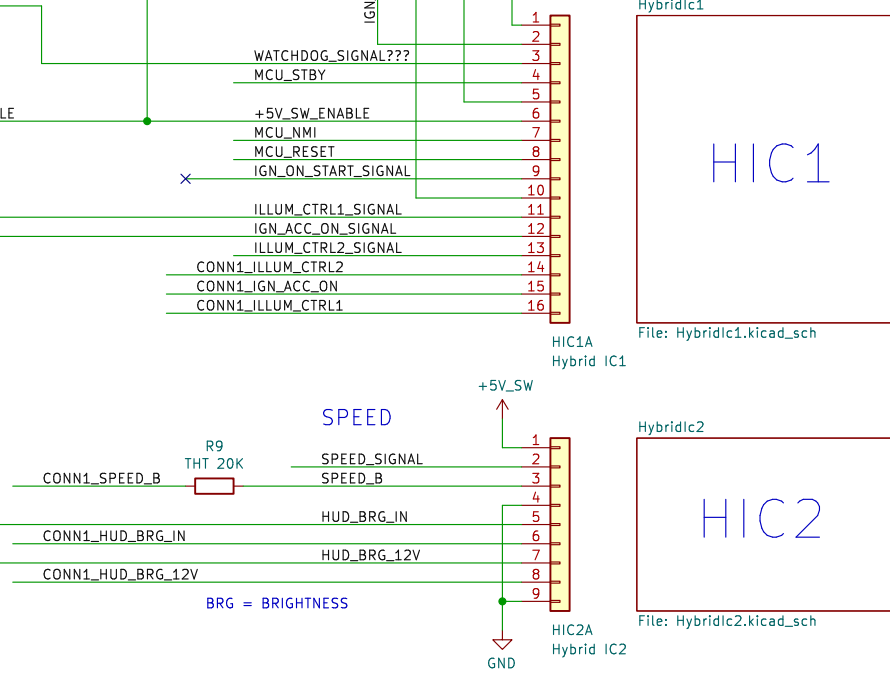 HybridIc1
IGN
1
2
WATCHDOG_SIGNAL??? 3
MCU_STBY 4
5
LE +5V_SW_ENABLE 6
MCU_NMI 7
MCU_RESET 8
IGN_ON_START_SIGNAL 9
10
ILLUM_CTRL1_SIGNAL 11
IGN_ACC_ON_SIGNAL 12
ILLUM_CTRL2_SIGNAL 13
CONN1_ILLUM_CTRL2 14
CONN1_IGN_ACC_ON 15
CONN1_ILLUM_CTRL1 16
HIC1
File: HybridIc1.kicad_sch
HIC1A
Hybrid IC1
+5V_SW
SPEED
HybridIc2
1
R9
THT 20K
SPEED_SIGNAL 2
CONN1_SPEED_B SPEED_B 3
4
HUD_BRG_IN 5
CONN1_HUD_BRG_IN 6
HUD_BRG_12V 7
CONN1_HUD_BRG_12V 8
9
BRG = BRIGHTNESS
HIC2
File: HybridIc2.kicad_sch
HIC2A
Hybrid IC2
GND